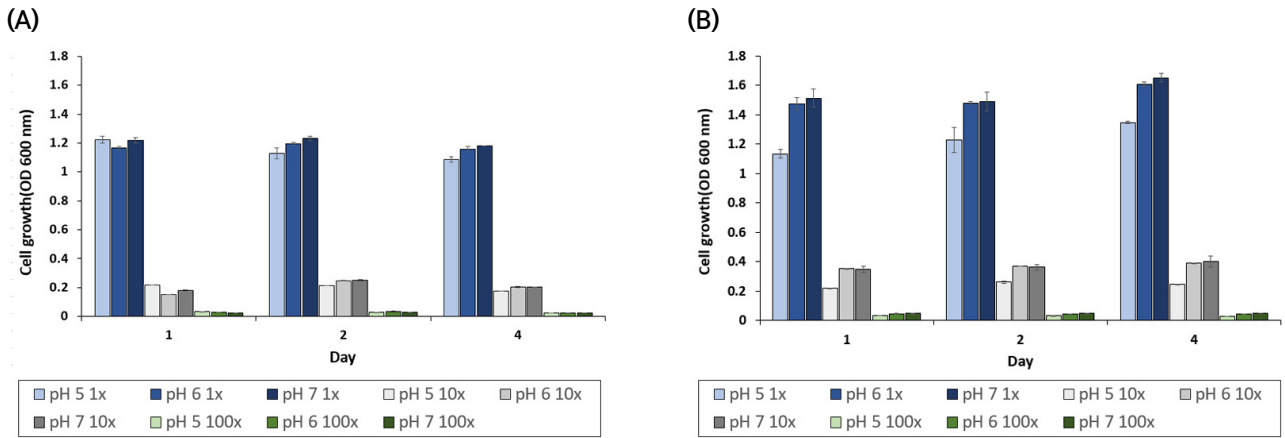 (A)
1.8
1.6
1.4
1.2
1
0.8
0.6
0.4
0.2
0
Cell growth(OD 600 nm)
1 2 4
Day
pH 5 1x pH 6 1x pH 7 1x pH 5 10x pH 6 10x
pH 7 10x pH 5 100x pH 6 100x pH 7 100x
(B)
1.8
1.6
1.4
1.2
1
0.8
0.6
0.4
0.2
0
Cell growth(OD 600 nm)
1 2 4
Day
pH 5 1x pH 6 1x pH 7 1x pH 5 10x pH 6 10x
pH 7 10x pH 5 100x pH 6 100x pH 7 100x